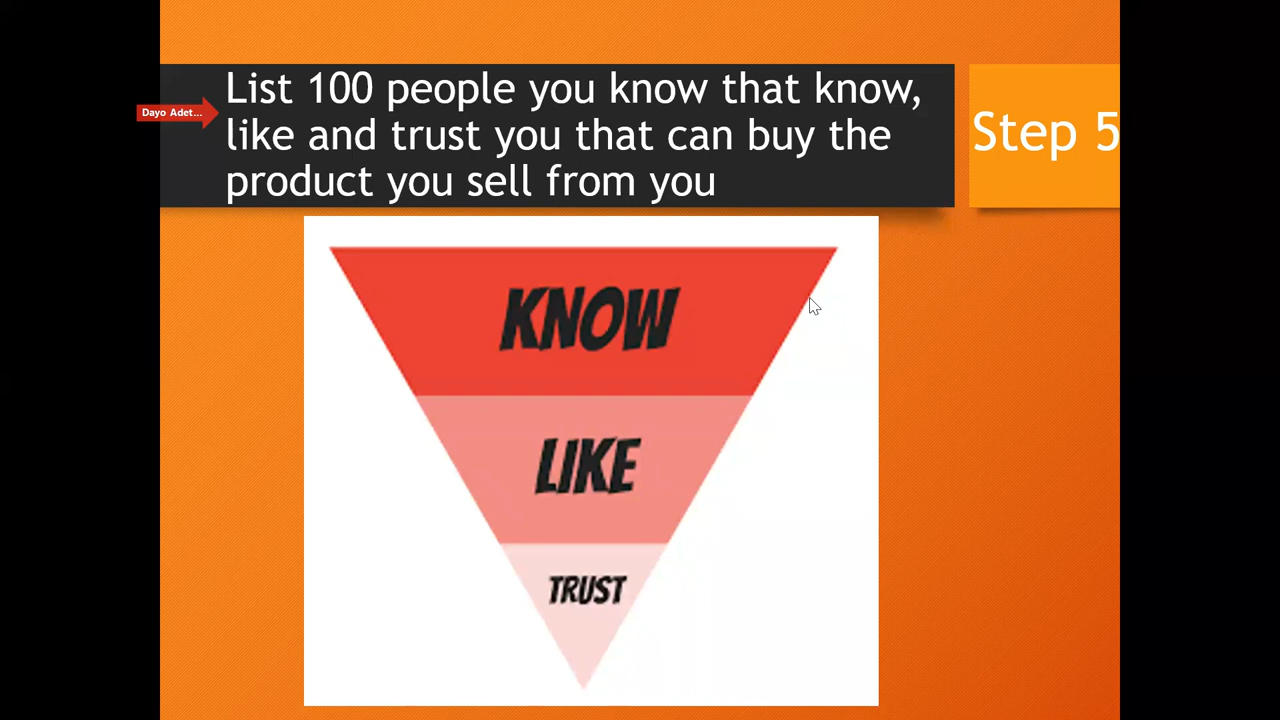 List 100 people you know that know,
like and trust you that can buy the
product you sell from you
Step 5
Dayo Adet...
KNOW
LIKE
TRUST